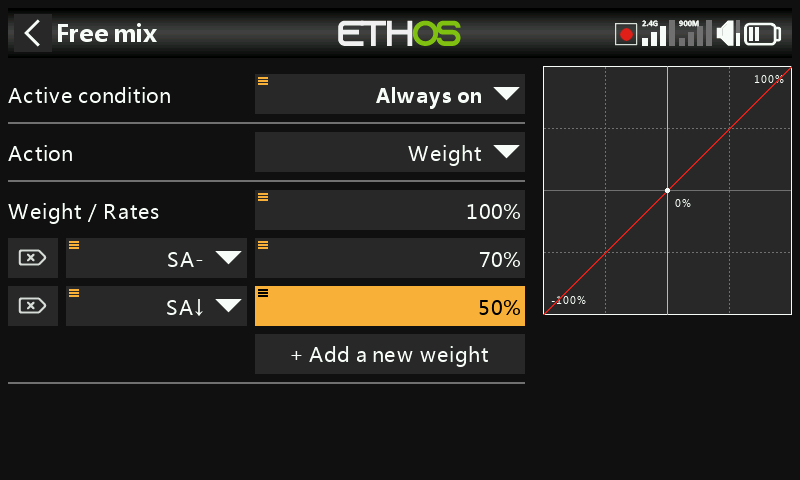 Free mix
ETHOS
2.4G 900M
Active condition Always on
Action Weight
Weight / Rates 100%
SA- 70%
SA↓ 50%
+ Add a new weight
100%
0%
-100%